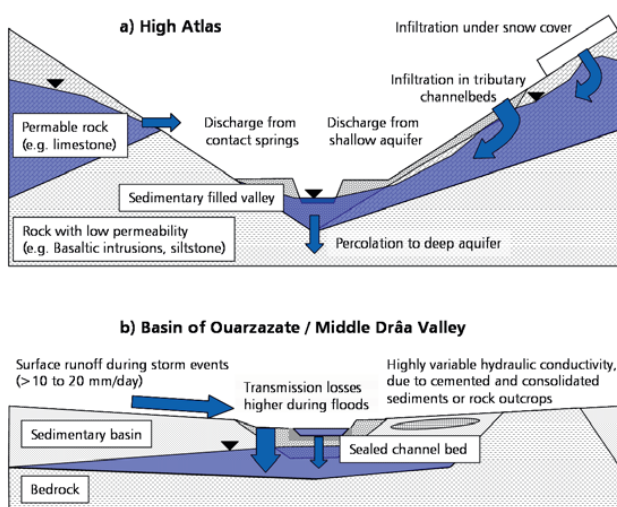 a) High Atlas
Infiltration under snow cover
Infiltration in tributary
channelbeds
Permable rock
(e.g. limestone)
Discharge from
contact springs
Discharge from
shallow aquifer
Sedimentary filled valley
Rock with low permeability
(e.g. Basaltic intrusions, siltstone)
Percolation to deep aquifer
b) Basin of Ouarzazate / Middle Drâa Valley
Surface runoff during storm events
(>10 to 20 mm/day)
Transmission losses
higher during floods
Highly variable hydraulic conductivity,
due to cemented and consolidated
sediments or rock outcrops
Sedimentary basin
Sealed channel bed
Bedrock